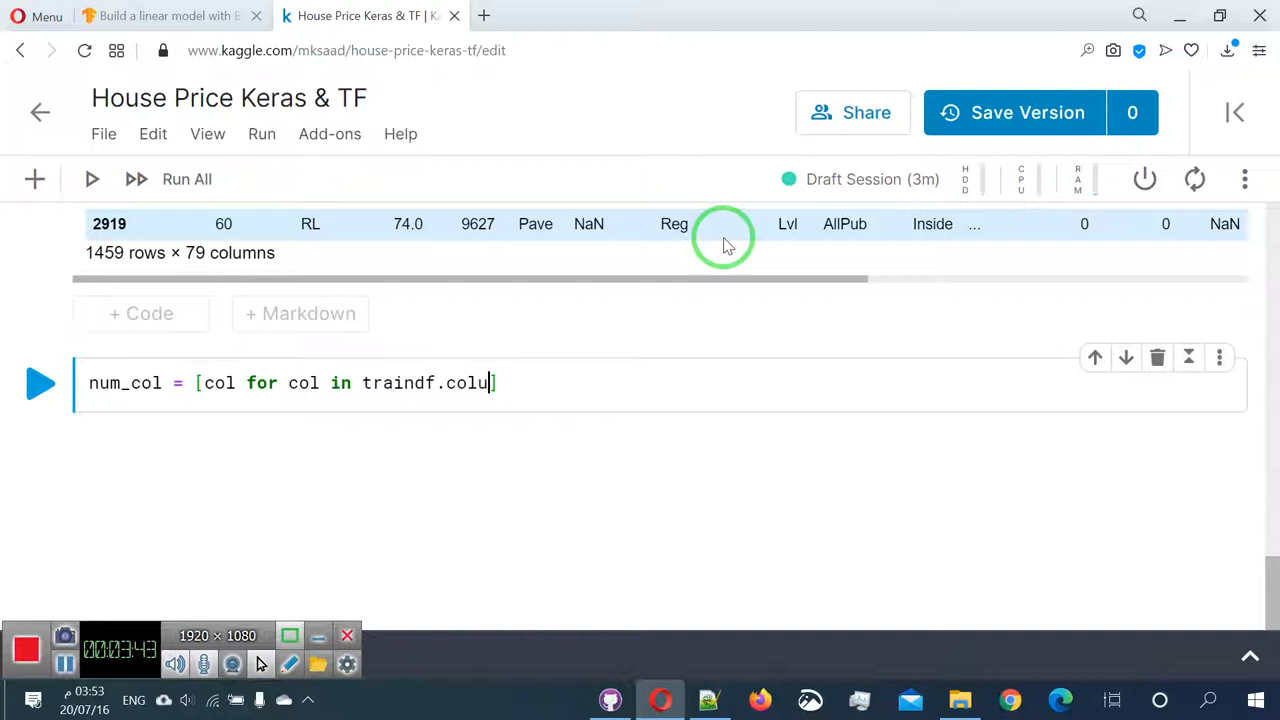 Menu
Build a linear model with E
House Price Keras & TF | Ka
www.kaggle.com/mksaad/house-price-keras-tf/edit
House Price Keras & TF
File Edit View Run Add-ons Help
Share
Save Version 0
Run All
Draft Session (3m)
HDD
CPU
RAM
2919 60 RL 74.0 9627 Pave NaN Reg Lvl AllPub Inside ... 0 0 NaN
1459 rows × 79 columns
+ Code
+ Markdown
num_col = [col for col in traindf.colu]
1920 × 1080
00:03:43
03:53 م
ENG
20/07/16